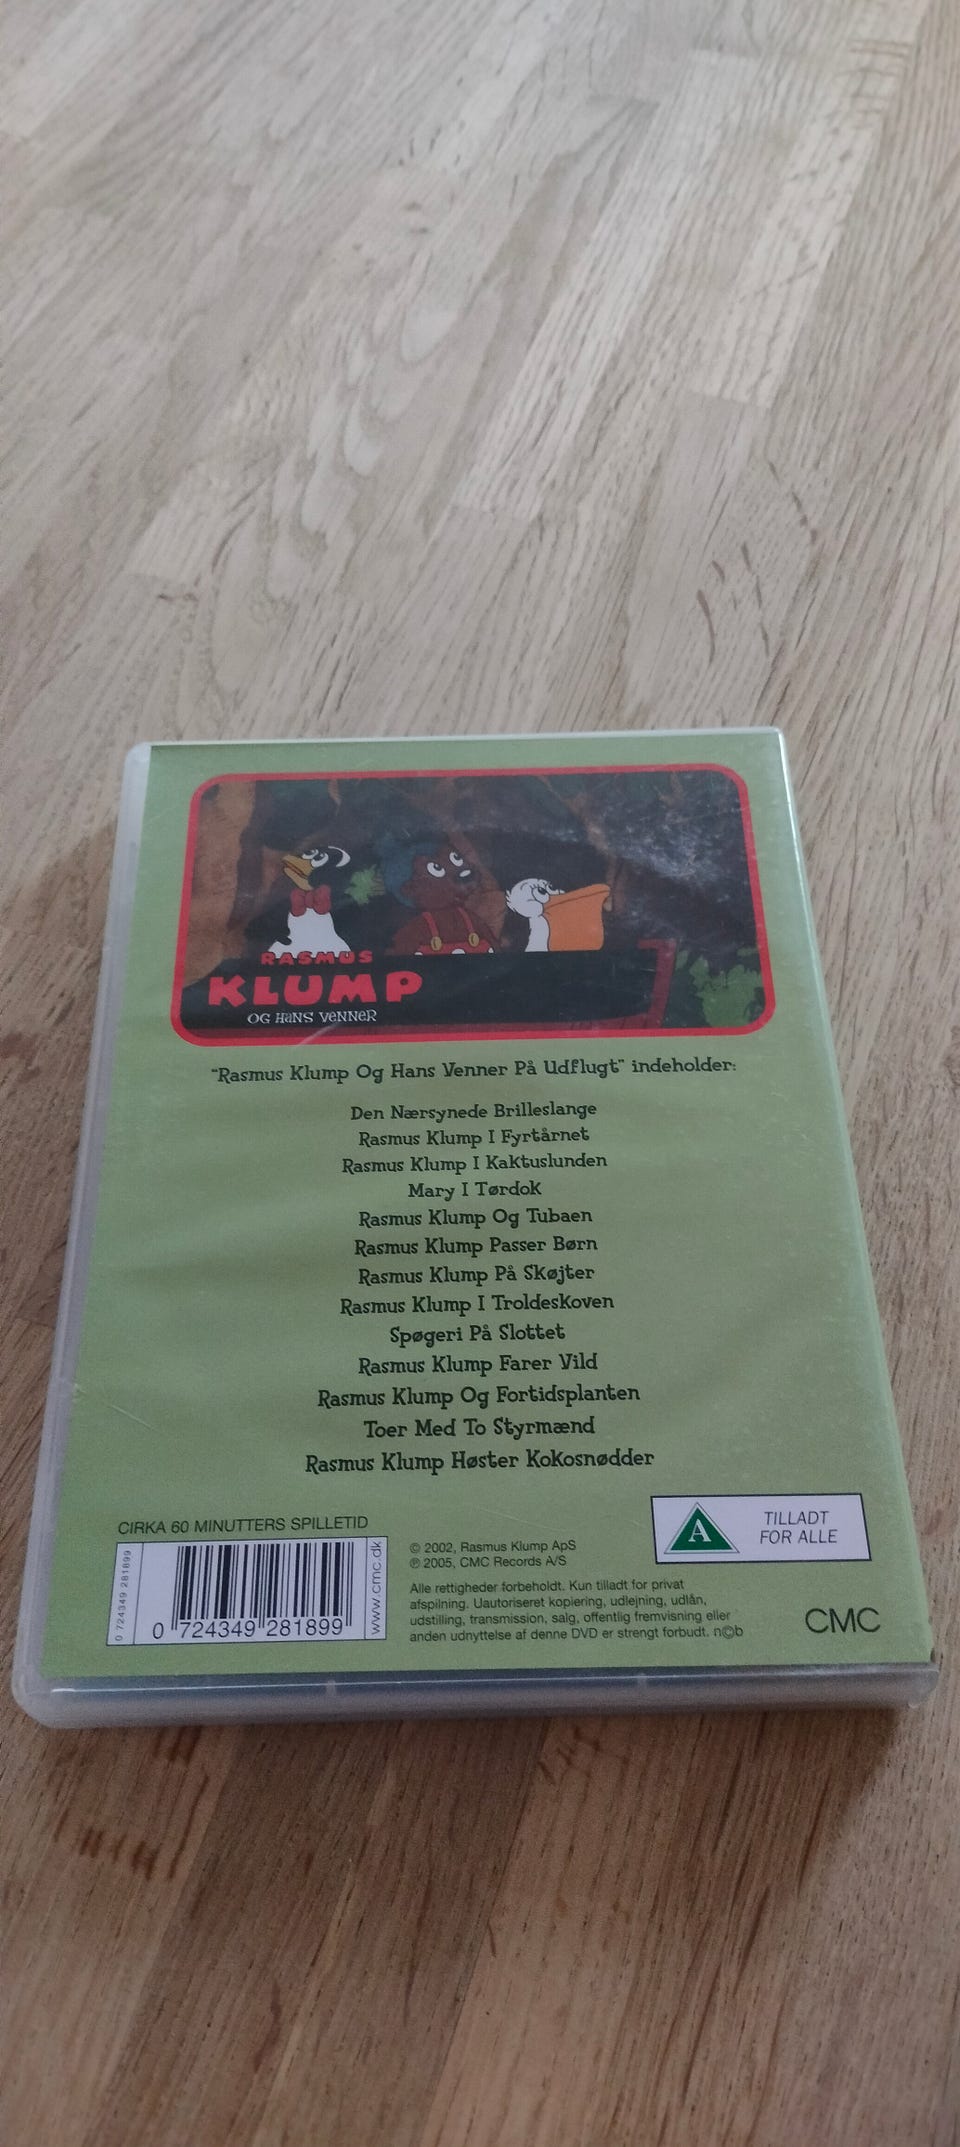 RASMUS
KLUMP
OG HANS VENNER
"Rasmus Klump Og Hans Venner På Udflugt" indeholder:
Den Nærsynede Brilleslange
Rasmus Klump I Fyrtårnet
Rasmus Klump I Kaktuslunden
Mary I Tørdok
Rasmus Klump Og Tubaen
Rasmus Klump Passer Børn
Rasmus Klump På Skøjter
Rasmus Klump I Troldeskoven
Spøgeri På Slottet
Rasmus Klump Farer Vild
Rasmus Klump Og Fortidsplanten
Toer Med To Styrmænd
Rasmus Klump Høster Kokosnødder
CIRKA 60 MINUTTERS SPILLETID
0 724349 281899
0 724349 281899
www.cmc.dk
© 2002, Rasmus Klump ApS
℗ 2005, CMC Records A/S
Alle rettigheder forbeholdt. Kun tilladt for privat
afspilning. Uautoriseret kopiering, udlejning, udlån,
udstilling, transmission, salg, offentlig fremvisning eller
anden udnyttelse af denne DVD er strengt forbudt. n©b
A
TILLADT
FOR ALLE
CMC